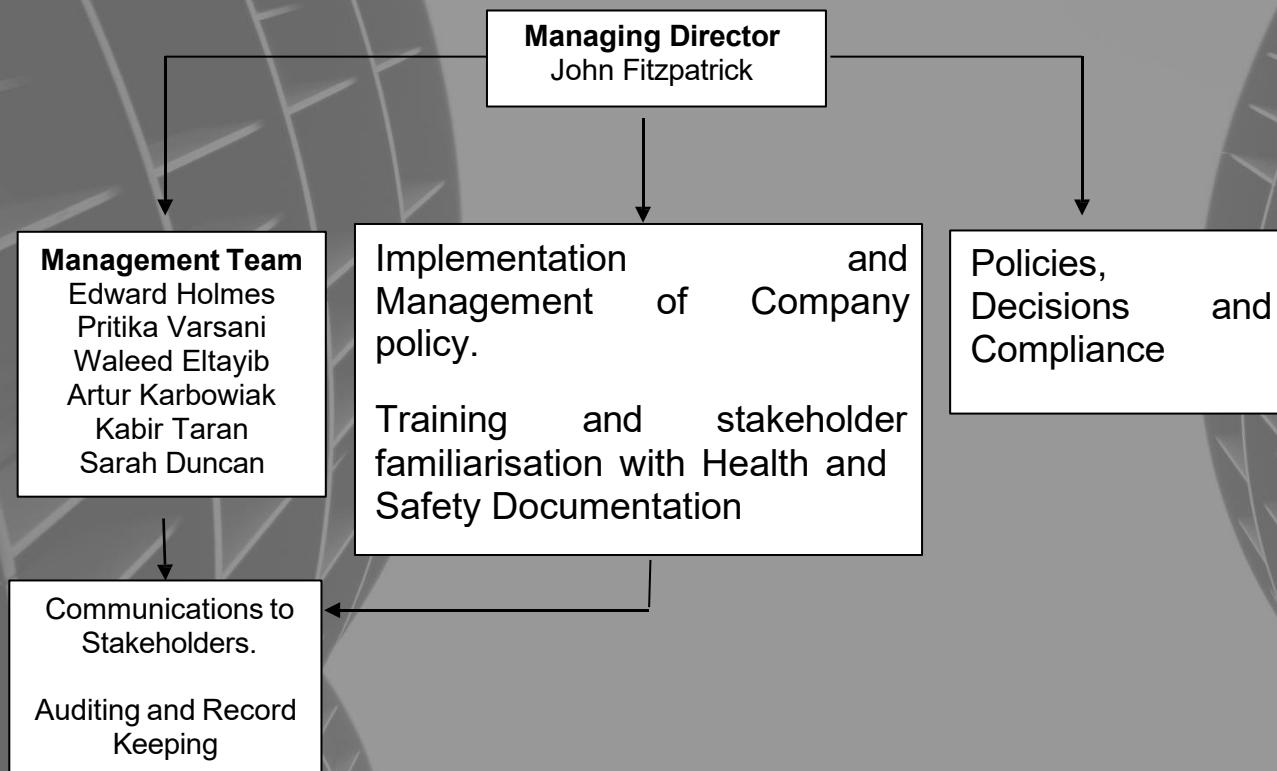 Managing Director
John Fitzpatrick
Management Team
Edward Holmes
Pritika Varsani
Waleed Eltayib
Artur Karbowiak
Kabir Taran
Sarah Duncan
Implementation and
Management of Company
policy.
Training and stakeholder
familiarisation with Health and
Safety Documentation
Policies,
Decisions and
Compliance
Communications to
Stakeholders.
Auditing and Record
Keeping